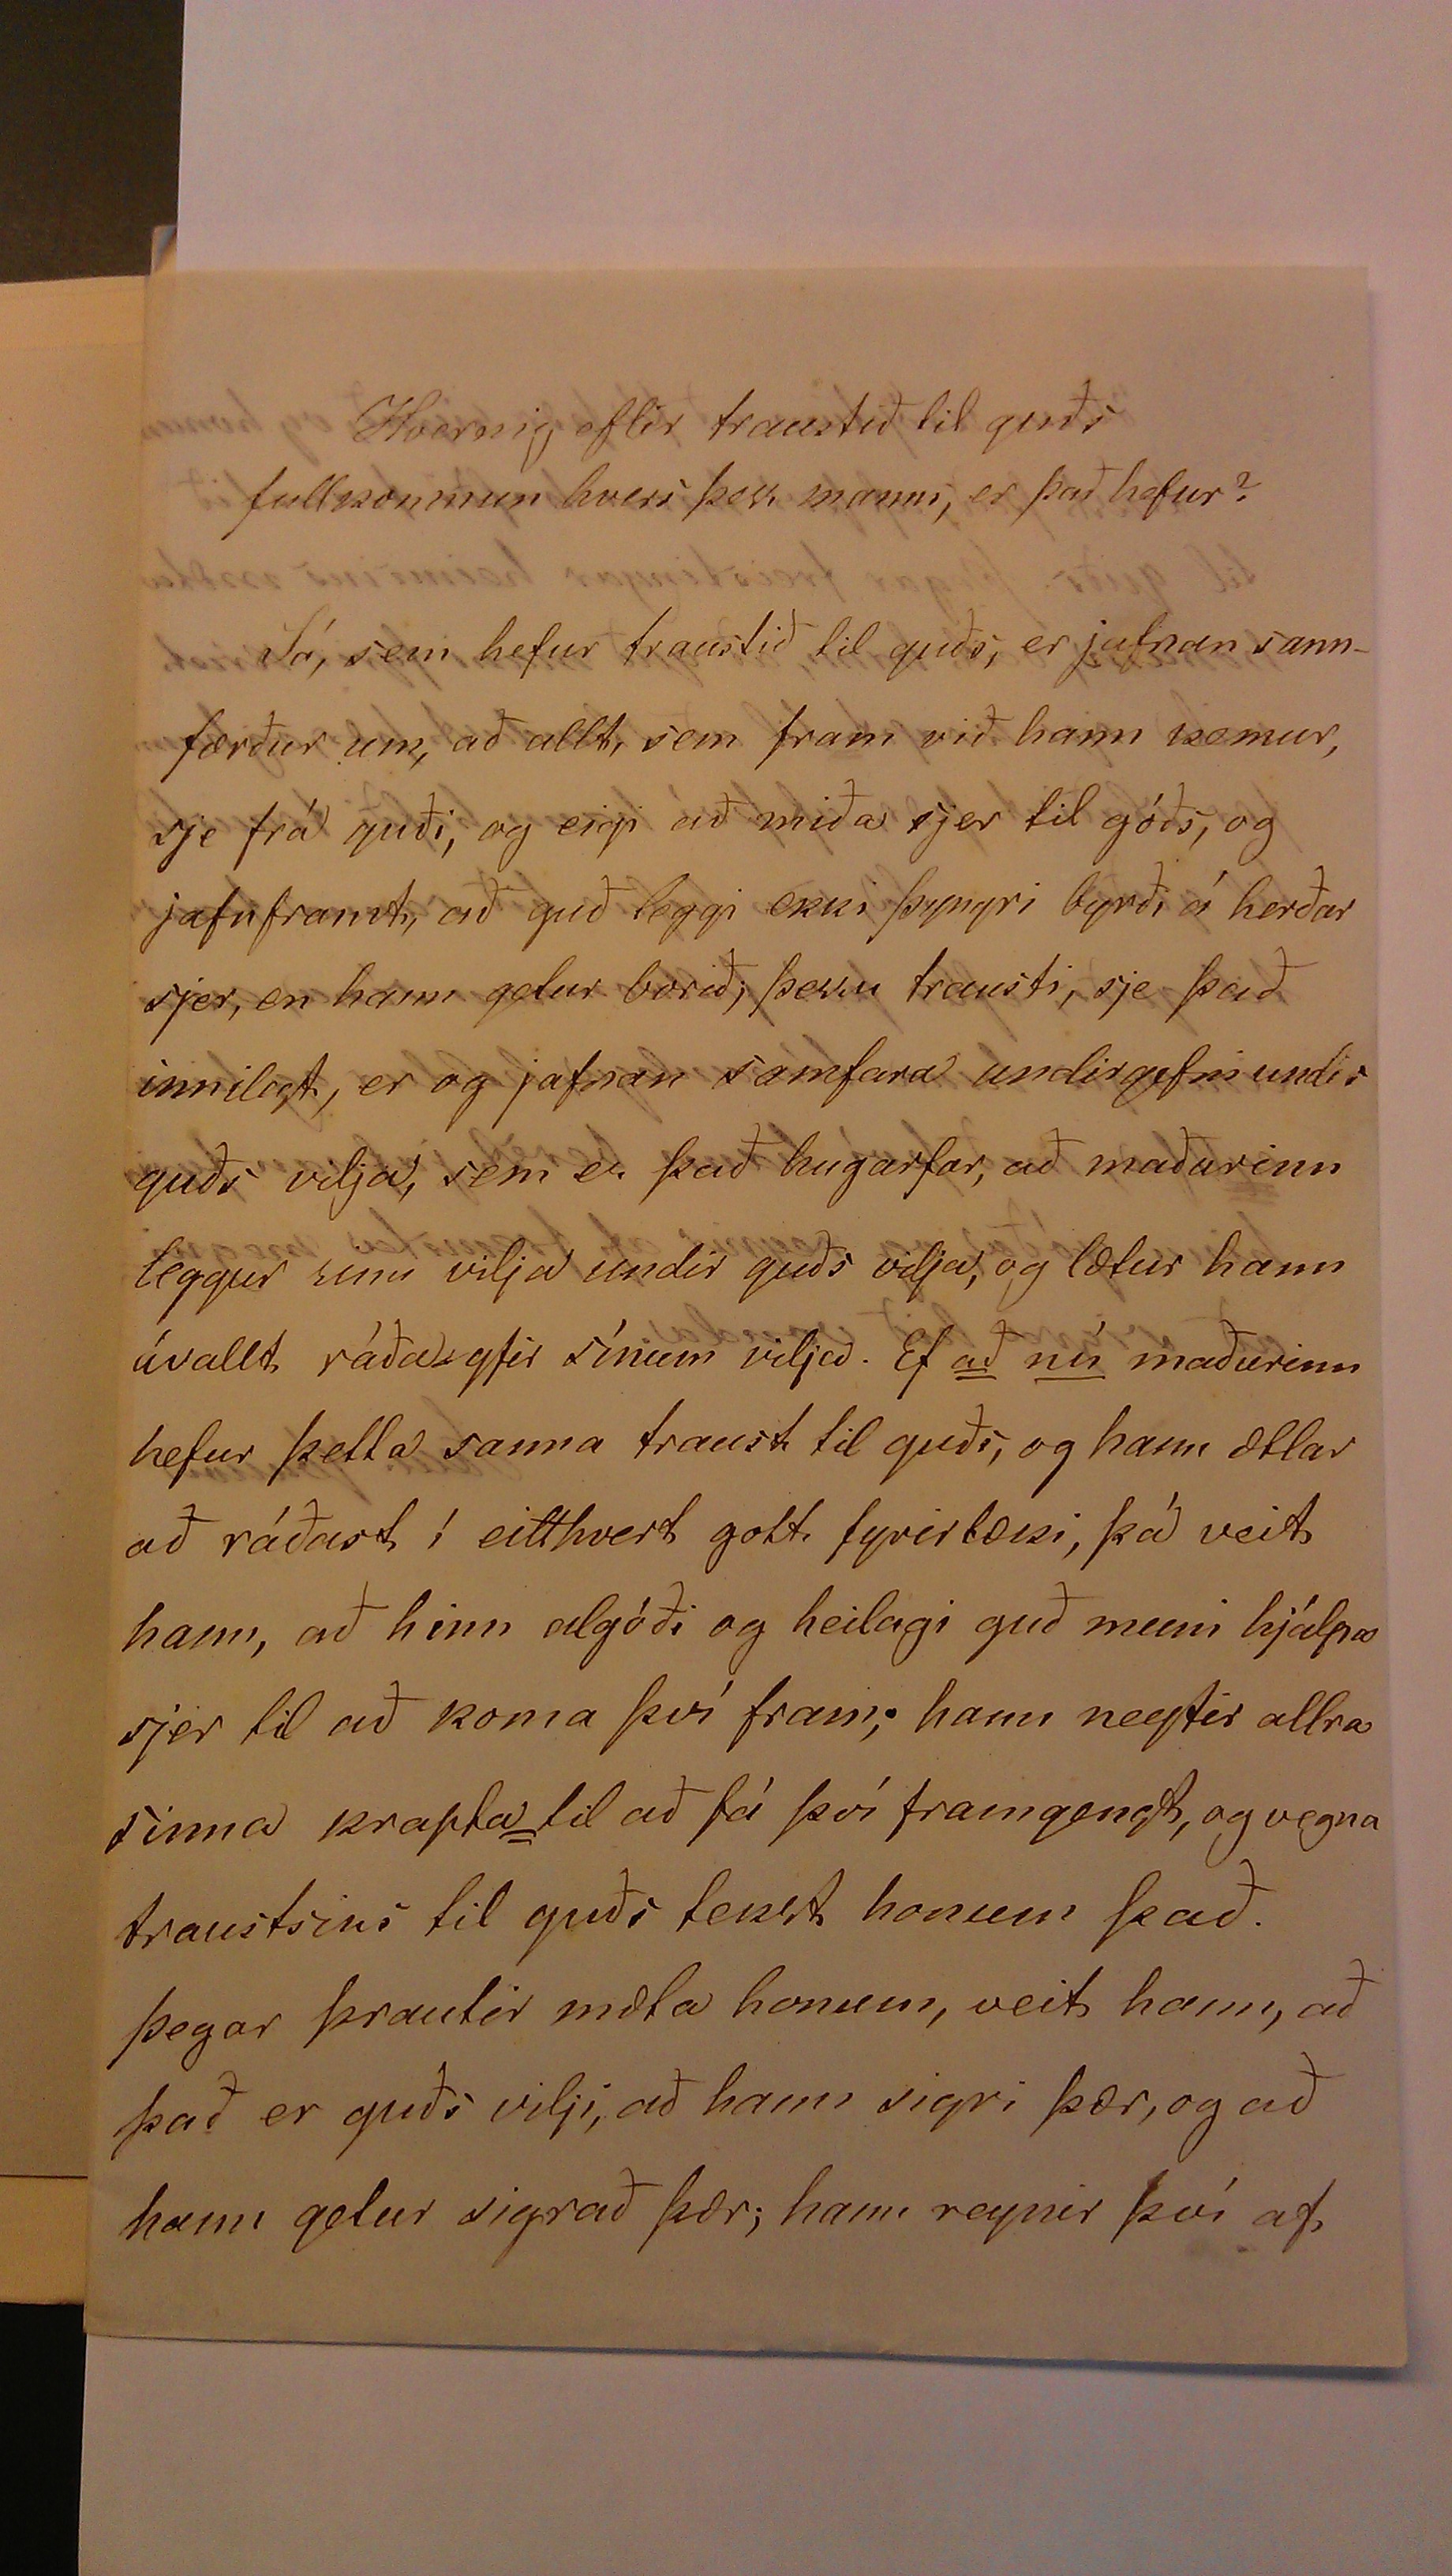 Hvernig eflir traustið til guðs
fullkommun hvers þess manns, er það hefur?
Sá, sem hefur traustið til guðs, er jafnan sann-
færður um, að allt, sem fram við hann kemur,
sje frá guði, og eigi að miða sjer til góðs, og
jafnframt, að guð leggi ekki þyngri byrði á herðar
sjer, en hann getur borið; þessu trausti, sje það
innilegt, er og jafnan samfara undirgefni undir
guðs vilja, sem er það hugarfar, að maðurinn
leggur sinn vilja undir guðs vilja, og lætur hann
ávallt ráða yfir sínum vilja. Ef að nú maðurinn
hefur þetta sanna traust til guðs, og hann ætlar
að ráðast í eitthvert gott fyrirtæki, þá veit
hann, að hinn algóði og heilagi guð muni hjálpa
sjer til að koma því fram; hann neytir allra
sinna krapta til að fá því framgengt, og vegna
traustsins til guðs tekst honum það.
Þegar þrautir mæta honum, veit hann, að
það er guðs vilji, að hann sigri þær, og að
hann getur sigrað þær; hann reynir því af